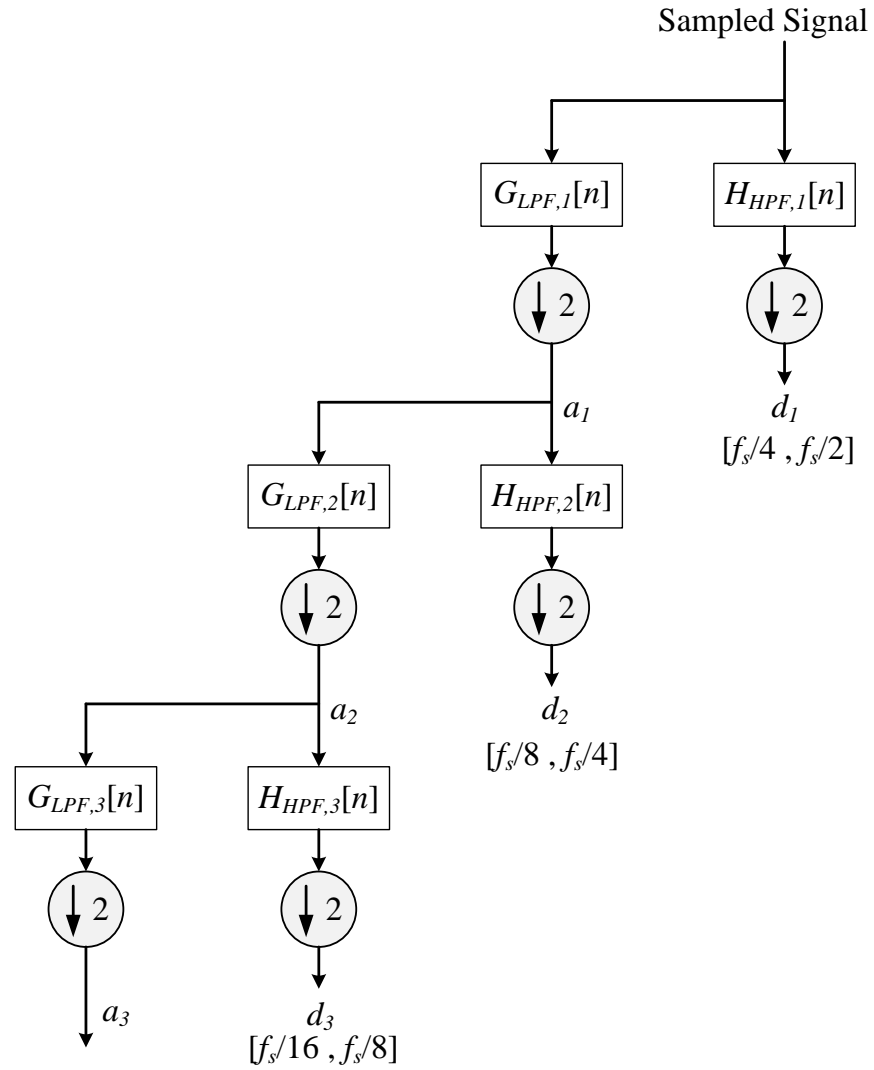 Sampled Signal
G_{LPF,1}[n]
H_{HPF,1}[n]
2
2
a_1
d_1
[f_s/4 , f_s/2]
G_{LPF,2}[n]
H_{HPF,2}[n]
2
2
a_2
d_2
[f_s/8 , f_s/4]
G_{LPF,3}[n]
H_{HPF,3}[n]
2
2
a_3
d_3
[f_s/16 , f_s/8]